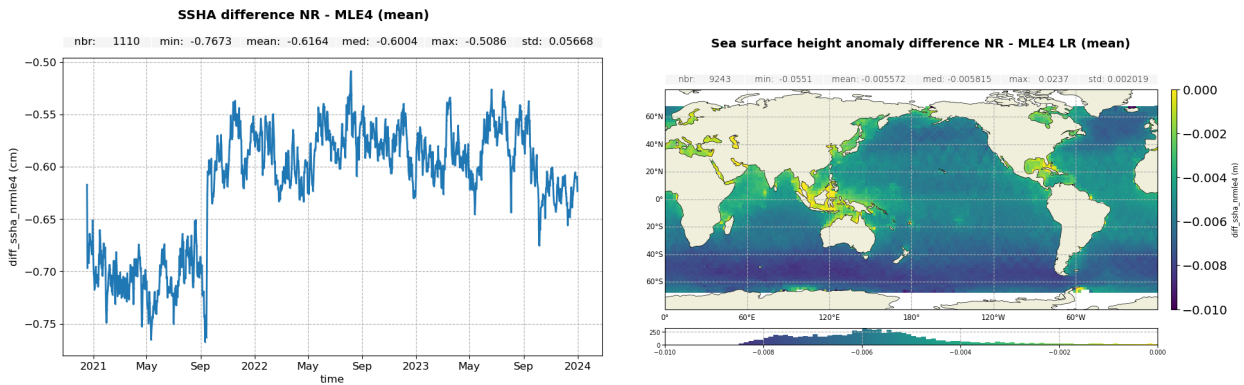 SSHA difference NR - MLE4 (mean)
nbr: 1110 min: -0.7673 mean: -0.6164 med: -0.6004 max: -0.5086 std: 0.05668
−0.50
−0.55
−0.60
−0.65
−0.70
−0.75
diff_ssha_nrmle4 (cm)
2021 May Sep 2022 May Sep 2023 May Sep 2024
time
Sea surface height anomaly difference NR - MLE4 LR (mean)
nbr: 9243 min: -0.0551 mean: -0.005572 med: -0.005815 max: 0.0237 std: 0.002019
60°N
40°N
20°N
0°
20°S
40°S
60°S
0° 60°E 120°E 180° 120°W 60°W
0.000
−0.002
−0.004
−0.006
−0.008
−0.010
diff_ssha_nrmle4 (m)
250
0
−0.010 −0.008 −0.006 −0.004 −0.002 0.000